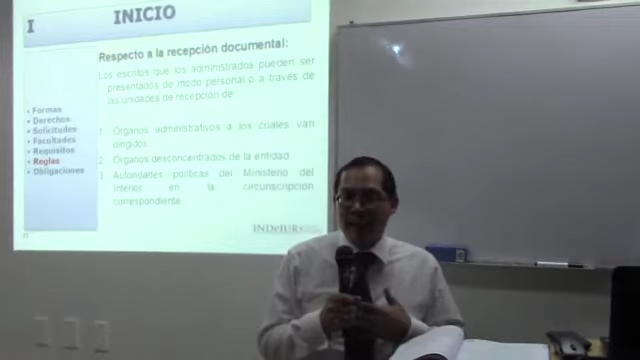 I INICIO
Respecto a la recepción documental:
Los escritos que los administrados pueden ser
presentados de modo personal o a través de
las unidades de recepción de:
1 Órganos administrativos a los cuales van
dirigidos.
2 Órganos desconcentrados de la entidad.
3 Autoridades políticas del Ministerio del
Interior en la circunscripción
correspondiente
• Formas
• Derechos
• Solicitudes
• Facultades
• Requisitos
• Reglas
• Obligaciones
INDeJURS